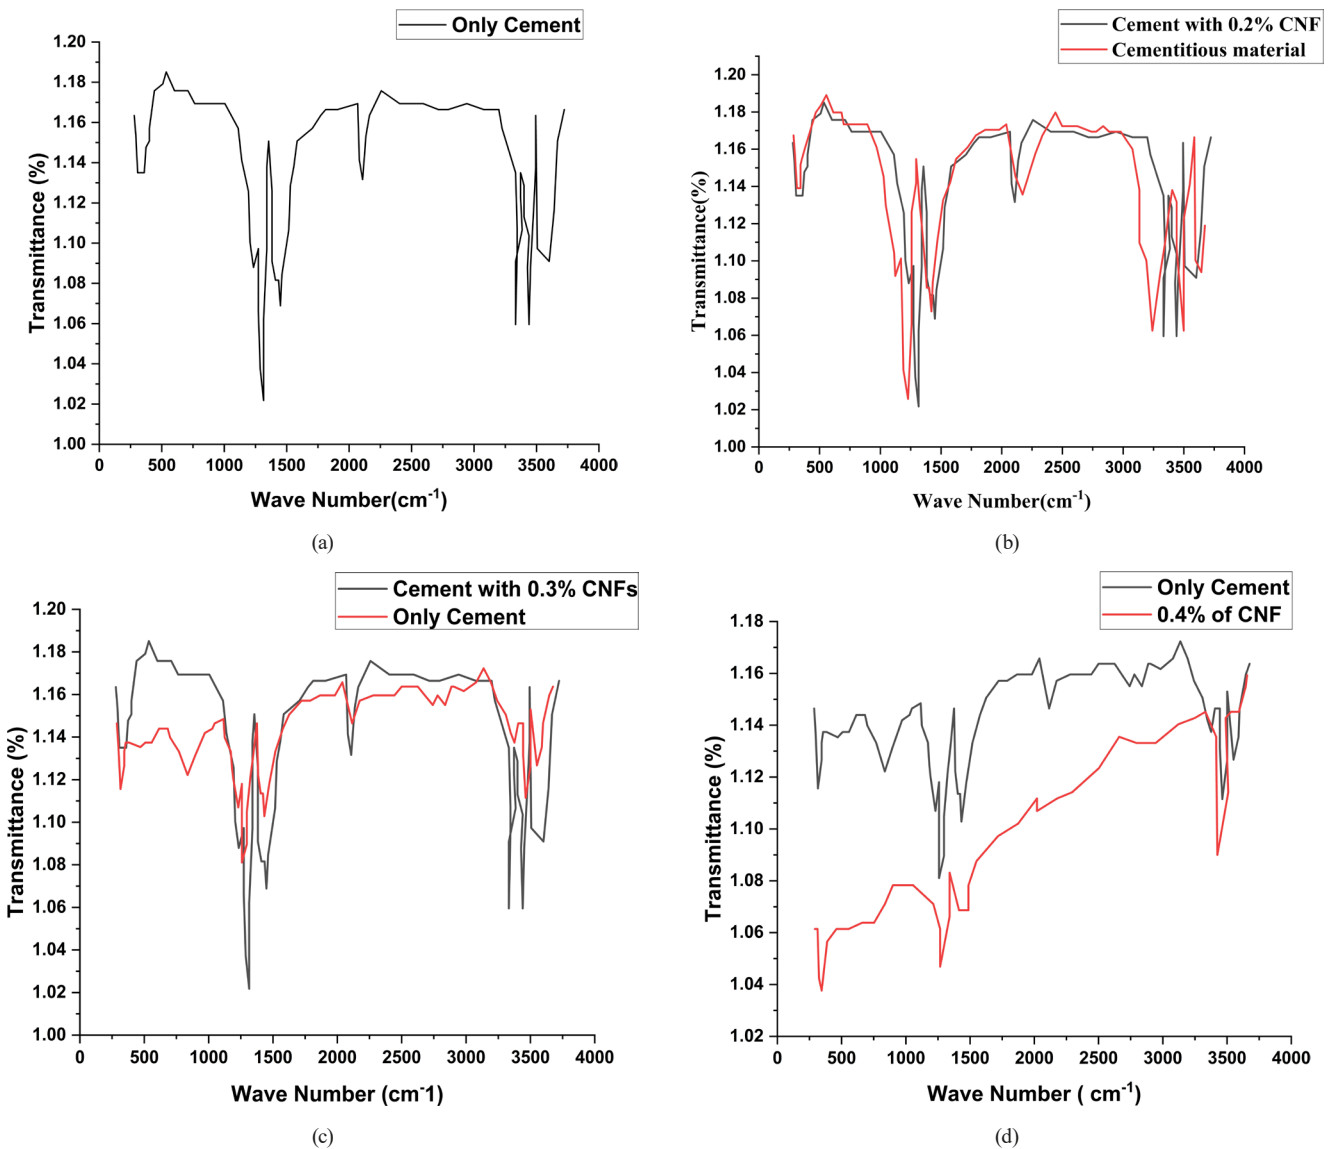 Only Cement
1.20
1.18
1.16
1.14
1.12
1.10
1.08
1.06
1.04
1.02
1.00
Transmittance (%)
0 500 1000 1500 2000 2500 3000 3500 4000
Wave Number(cm-1)
(a)
Cement with 0.2% CNF
Cementitious material
1.20
1.18
1.16
1.14
1.12
1.10
1.08
1.06
1.04
1.02
1.00
Transmittance(%)
0 500 1000 1500 2000 2500 3000 3500 4000
Wave Number(cm-1)
(b)
Cement with 0.3% CNFs
Only Cement
1.20
1.18
1.16
1.14
1.12
1.10
1.08
1.06
1.04
1.02
1.00
Transmittance (%)
0 500 1000 1500 2000 2500 3000 3500 4000
Wave Number (cm-1)
(c)
Only Cement
0.4% of CNF
1.18
1.16
1.14
1.12
1.10
1.08
1.06
1.04
1.02
Transmittance (%)
0 500 1000 1500 2000 2500 3000 3500 4000
Wave Number ( cm-1)
(d)